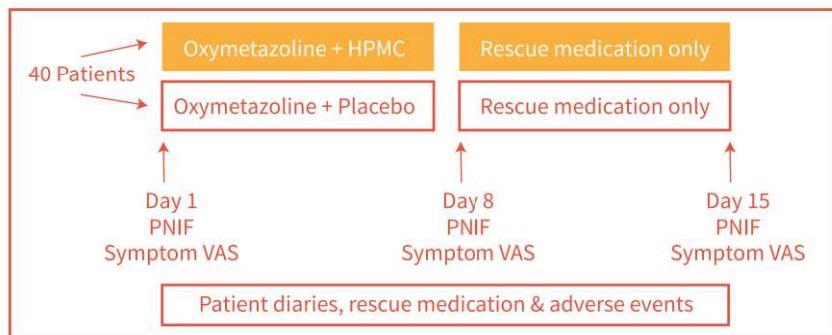 Oxymetazoline + HPMC
Rescue medication only
40 Patients
Oxymetazoline + Placebo
Rescue medication only
Day 1
PNIF
Symptom VAS
Day 8
PNIF
Symptom VAS
Day 15
PNIF
Symptom VAS
Patient diaries, rescue medication & adverse events